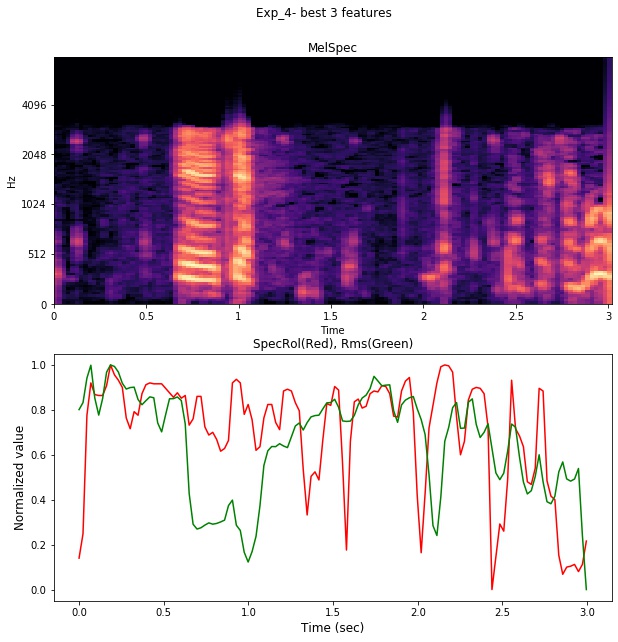 Exp_4- best 3 features
MelSpec
4096
2048
1024
512
0
Hz
0 0.5 1 1.5 2 2.5 3
Time
SpecRol(Red), Rms(Green)
1.0
0.8
0.6
0.4
0.2
0.0
Normalized value
0.0 0.5 1.0 1.5 2.0 2.5 3.0
Time (sec)